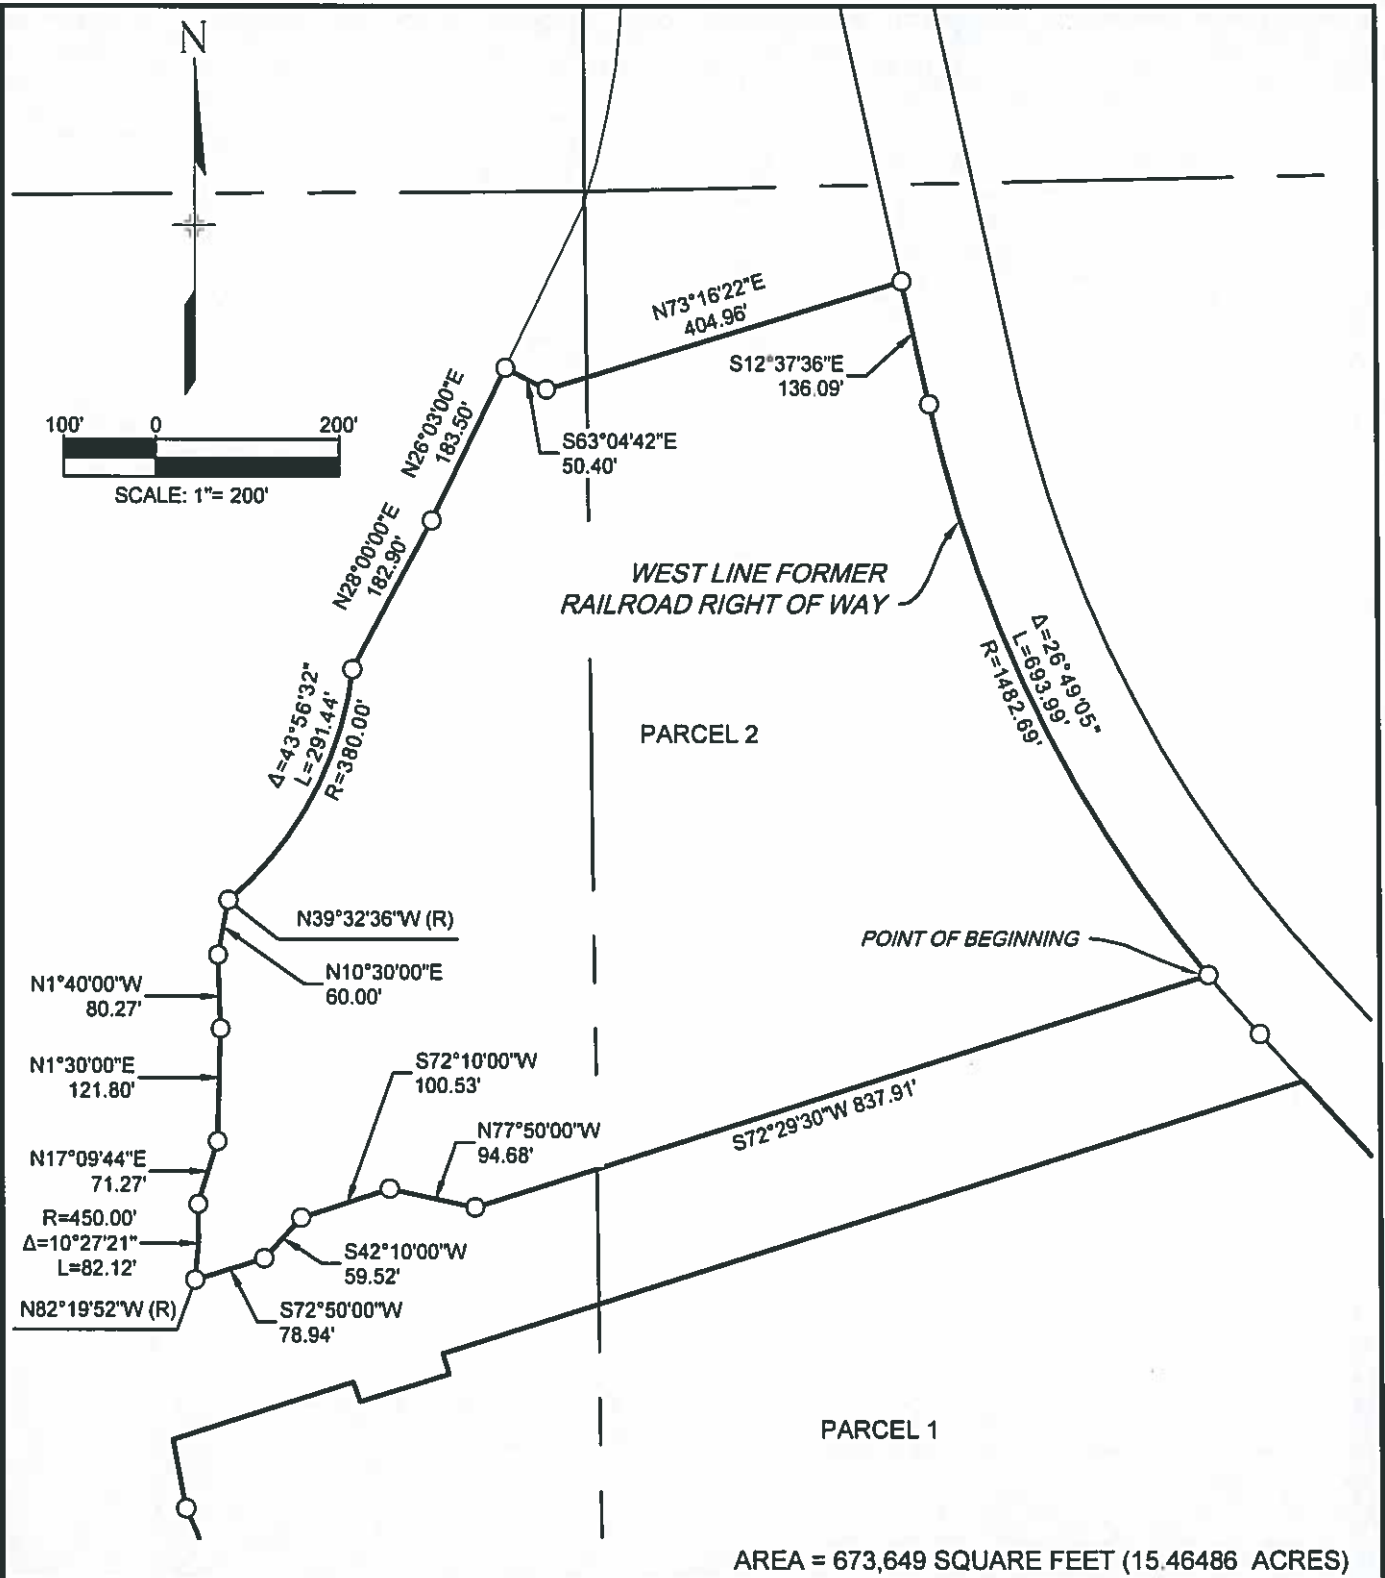 N
N73°16'22"E
404.96'
S12°37'36"E
136.09'
100' 0 200'
SCALE: 1"= 200'
N26°03'00"E
183.50'
S63°04'42"E
50.40'
N28°00'00"E
182.90'
WEST LINE FORMER
RAILROAD RIGHT OF WAY
Δ=26°49'05"
L=693.99'
R=1482.69'
Δ=43°56'32"
L=291.44'
R=380.00'
PARCEL 2
N39°32'36"W (R)
POINT OF BEGINNING
N10°30'00"E
60.00'
N1°40'00"W
80.27'
N1°30'00"E
121.80'
S72°10'00"W
100.53'
S72°29'30"W 837.91'
N77°50'00"W
94.68'
N17°09'44"E
71.27'
R=450.00'
Δ=10°27'21"
L=82.12'
S42°10'00"W
59.52'
N82°19'52"W (R)
S72°50'00"W
78.94'
PARCEL 1
AREA = 673,649 SQUARE FEET (15.46486 ACRES)